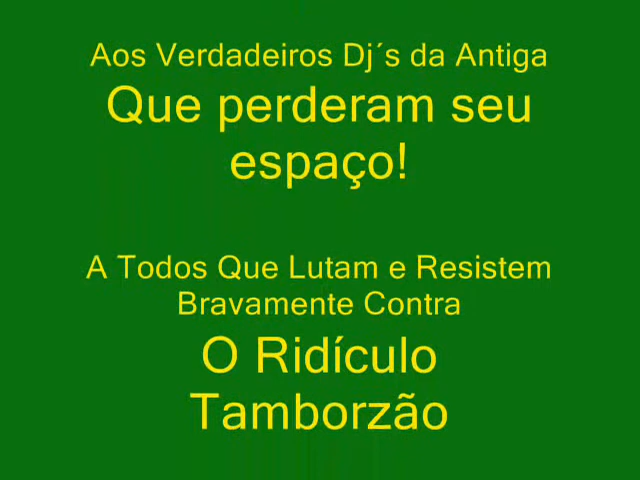 Aos Verdadeiros Dj´s da Antiga
Que perderam seu
espaço!
A Todos Que Lutam e Resistem
Bravamente Contra
O Ridículo
Tamborzão